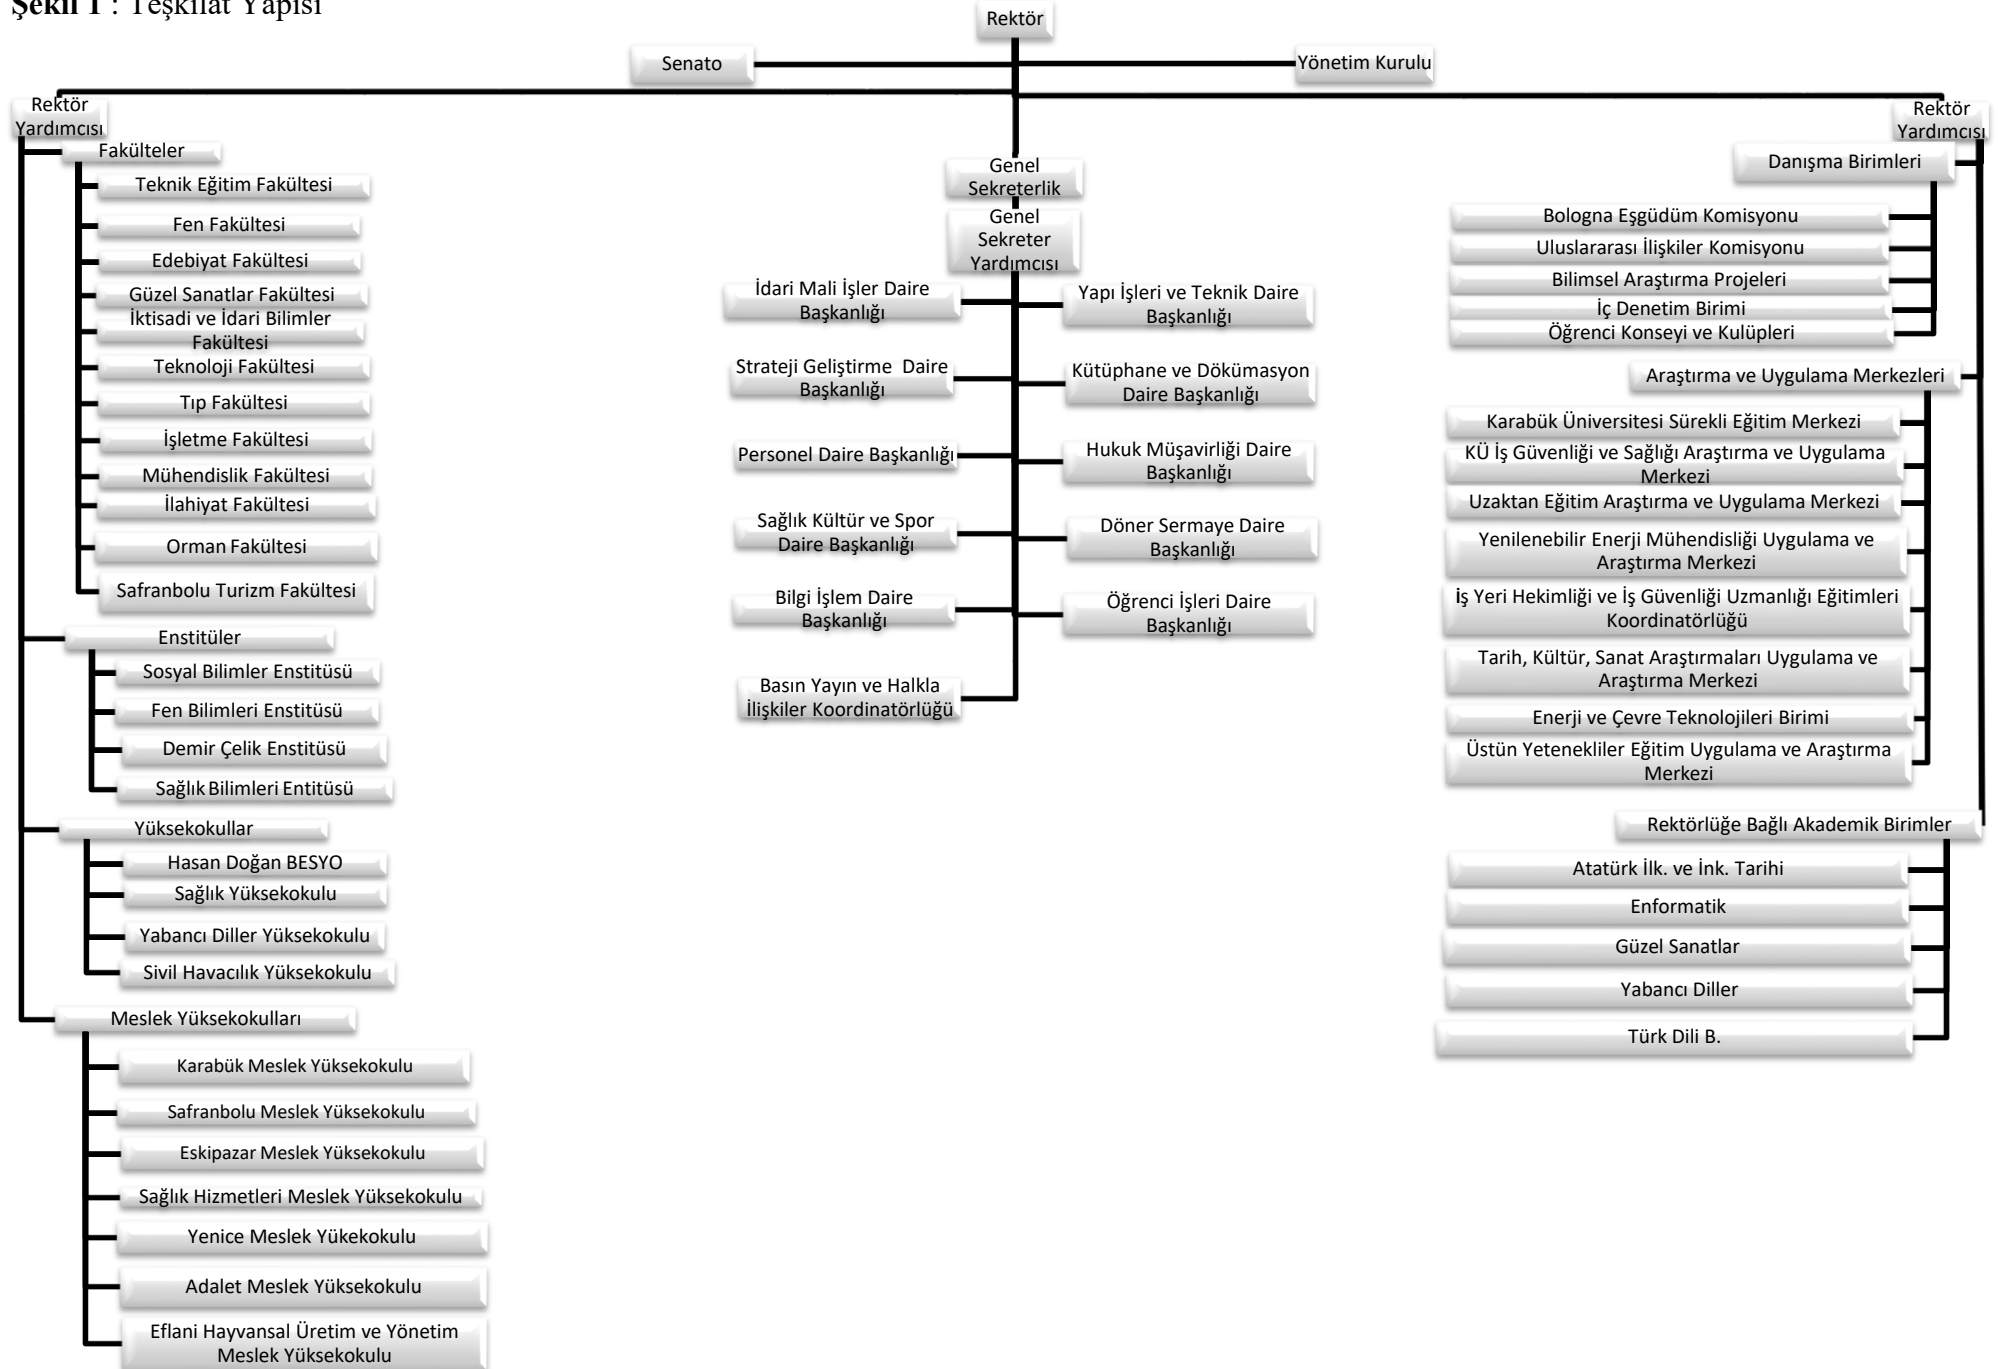 Şekil 1 : Teşkilat Yapısı
Rektör
Senato
Yönetim Kurulu
Rektör
Yardımcısı
Fakülteler
Teknik Eğitim Fakültesi
Fen Fakültesi
Edebiyat Fakültesi
Güzel Sanatlar Fakültesi
İktisadi ve İdari Bilimler
Fakültesi
Teknoloji Fakültesi
Tıp Fakültesi
İşletme Fakültesi
Mühendislik Fakültesi
İlahiyat Fakültesi
Orman Fakültesi
Safranbolu Turizm Fakültesi
Enstitüler
Sosyal Bilimler Enstitüsü
Fen Bilimleri Enstitüsü
Demir Çelik Enstitüsü
Sağlık Bilimleri Entitüsü
Yüksekokullar
Hasan Doğan BESYO
Sağlık Yüksekokulu
Yabancı Diller Yüksekokulu
Sivil Havacılık Yüksekokulu
Meslek Yüksekokulları
Karabük Meslek Yüksekokulu
Safranbolu Meslek Yüksekokulu
Eskipazar Meslek Yüksekokulu
Sağlık Hizmetleri Meslek Yüksekokulu
Yenice Meslek Yükekokulu
Adalet Meslek Yüksekokulu
Eflani Hayvansal Üretim ve Yönetim
Meslek Yüksekokulu
Genel
Sekreterlik
Genel
Sekreter
Yardımcısı
İdari Mali İşler Daire
Başkanlığı
Yapı İşleri ve Teknik Daire
Başkanlığı
Strateji Geliştirme  Daire
Başkanlığı
Kütüphane ve Dökümasyon
Daire Başkanlığı
Personel Daire Başkanlığı
Hukuk Müşavirliği Daire
Başkanlığı
Sağlık Kültür ve Spor
Daire Başkanlığı
Döner Sermaye Daire
Başkanlığı
Bilgi İşlem Daire
Başkanlığı
Öğrenci İşleri Daire
Başkanlığı
Basın Yayın ve Halkla
İlişkiler Koordinatörlüğü
Rektör
Yardımcısı
Danışma Birimleri
Bologna Eşgüdüm Komisyonu
Uluslararası İlişkiler Komisyonu
Bilimsel Araştırma Projeleri
İç Denetim Birimi
Öğrenci Konseyi ve Kulüpleri
Araştırma ve Uygulama Merkezleri
Karabük Üniversitesi Sürekli Eğitim Merkezi
KÜ İş Güvenliği ve Sağlığı Araştırma ve Uygulama
Merkezi
Uzaktan Eğitim Araştırma ve Uygulama Merkezi
Yenilenebilir Enerji Mühendisliği Uygulama ve
Araştırma Merkezi
İş Yeri Hekimliği ve İş Güvenliği Uzmanlığı Eğitimleri
Koordinatörlüğü
Tarih, Kültür, Sanat Araştırmaları Uygulama ve
Araştırma Merkezi
Enerji ve Çevre Teknolojileri Birimi
Üstün Yetenekliler Eğitim Uygulama ve Araştırma
Merkezi
Rektörlüğe Bağlı Akademik Birimler
Atatürk İlk. ve İnk. Tarihi
Enformatik
Güzel Sanatlar
Yabancı Diller
Türk Dili B.